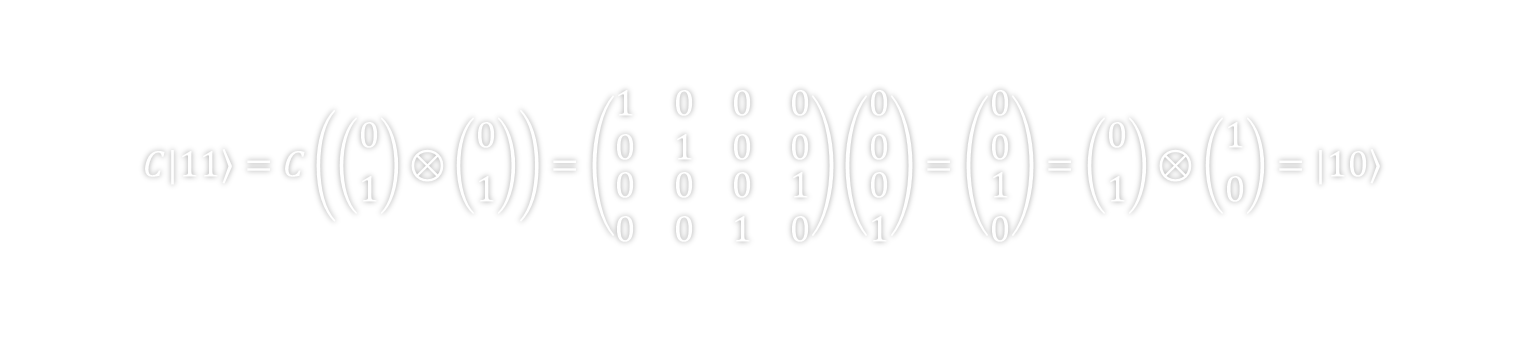 C|11⟩ = C ( ( 0 1 ) ⊗ ( 0 1 ) ) = ( 1 0 0 0 0 1 0 0 0 0 0 1 0 0 1 0 ) ( 0 0 0 1 ) = ( 0 0 1 0 ) = ( 0 1 ) ⊗ ( 1 0 ) = |10⟩